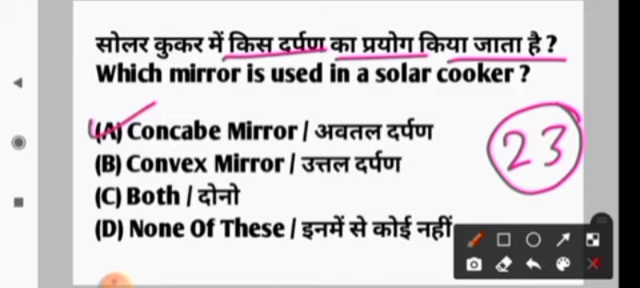 सोलर कुकर में किस दर्पण का प्रयोग किया जाता है ?
Which mirror is used in a solar cooker ?
(A) Concabe Mirror / अवतल दर्पण
(B) Convex Mirror / उत्तल दर्पण
(C) Both / दोनो
(D) None Of These / इनमें से कोई नहीं
23